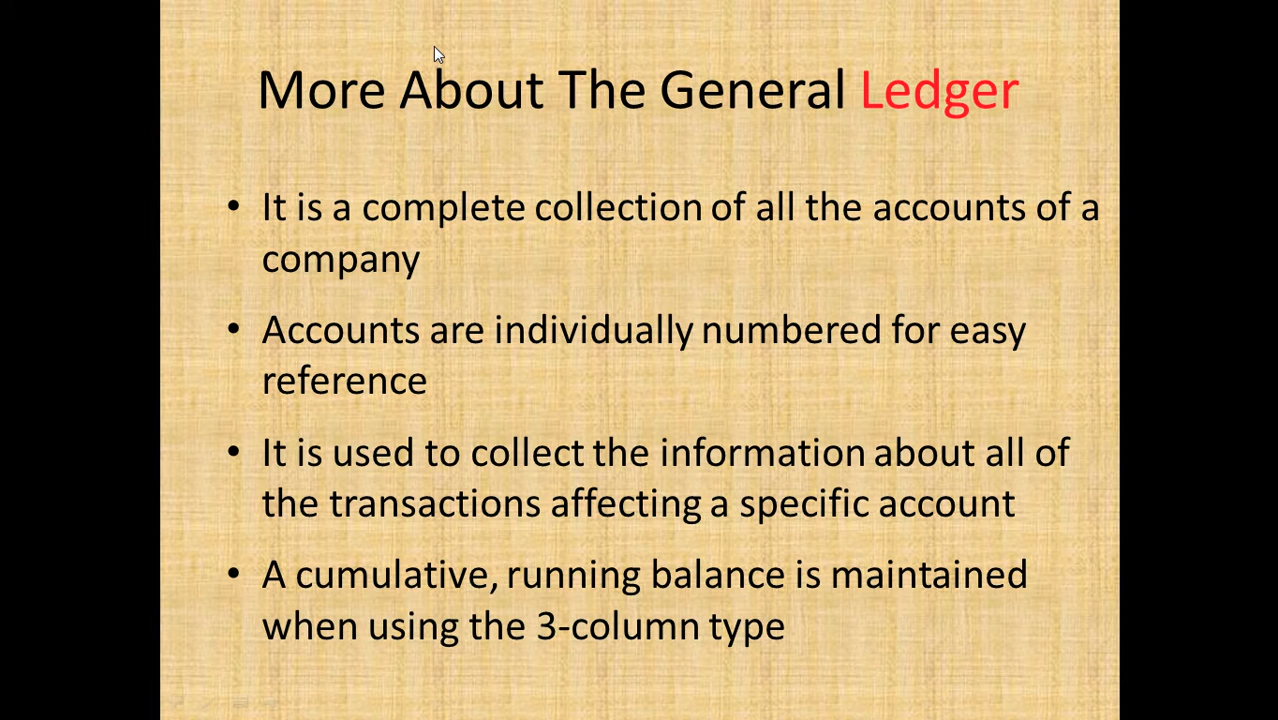 More About The General Ledger
• It is a complete collection of all the accounts of a
company
• Accounts are individually numbered for easy
reference
• It is used to collect the information about all of
the transactions affecting a specific account
• A cumulative, running balance is maintained
when using the 3-column type